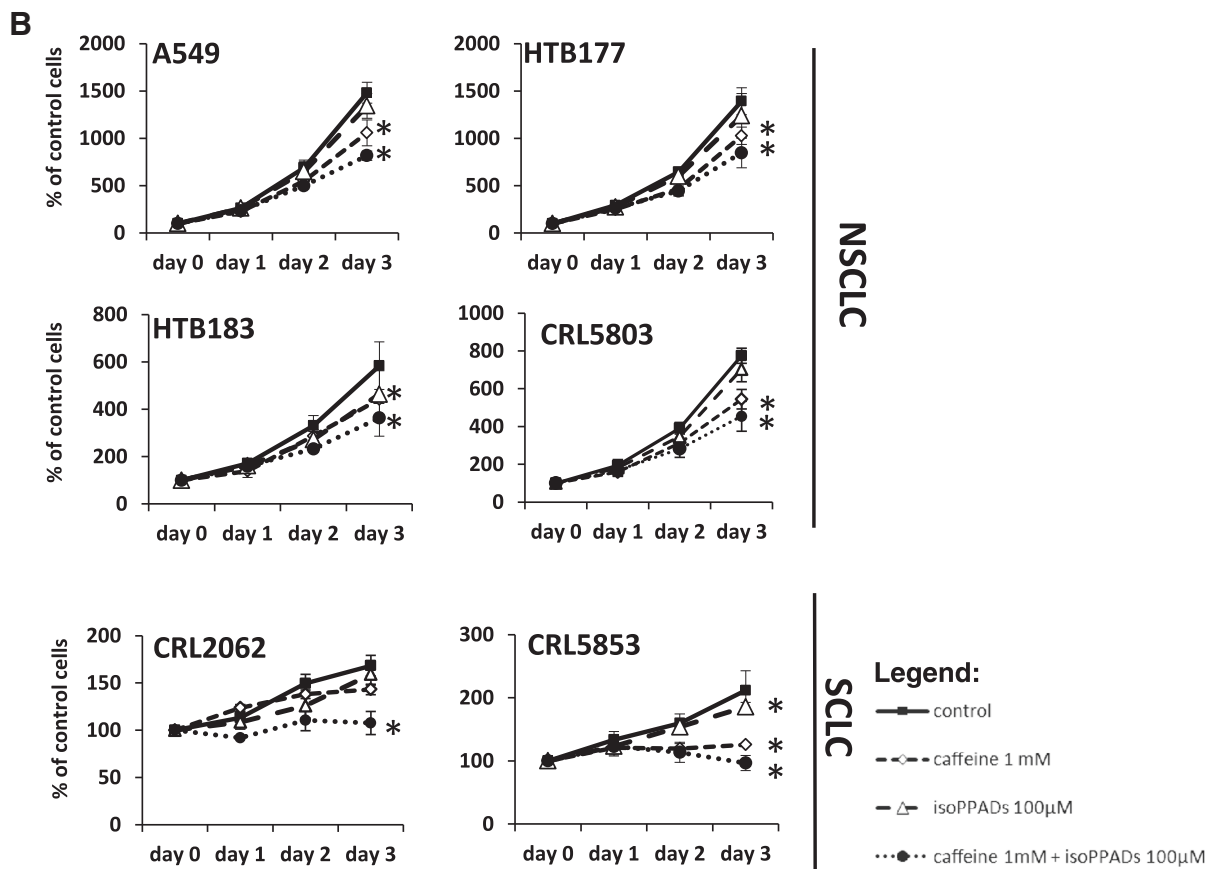 B
A549
% of control cells
2000
1500
1000
500
0
*
*
day 0 day 1 day 2 day 3
HTB177
2000
1500
1000
500
0
*
*
day 0 day 1 day 2 day 3
NSCLC
HTB183
% of control cells
800
600
400
200
0
*
*
day 0 day 1 day 2 day 3
CRL5803
1000
800
600
400
200
0
*
*
day 0 day 1 day 2 day 3
CRL2062
% of control cells
200
150
100
50
0
*
day 0 day 1 day 2 day 3
CRL5853
300
200
100
0
*
*
*
day 0 day 1 day 2 day 3
SCLC
Legend:
control
caffeine 1 mM
isoPPADs 100µM
caffeine 1mM + isoPPADs 100µM